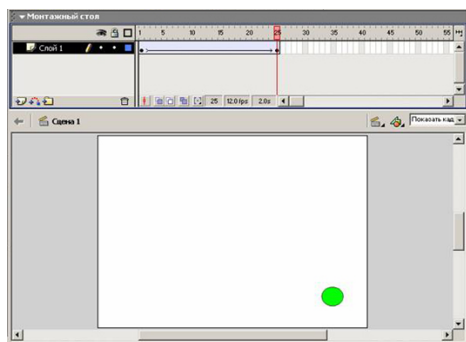 Монтажный стол
1 5 10 15 20 25 30 35 40 45 50 55
Слой 1
25 12.0 fps 2.0s
Сцена 1 Показать кад